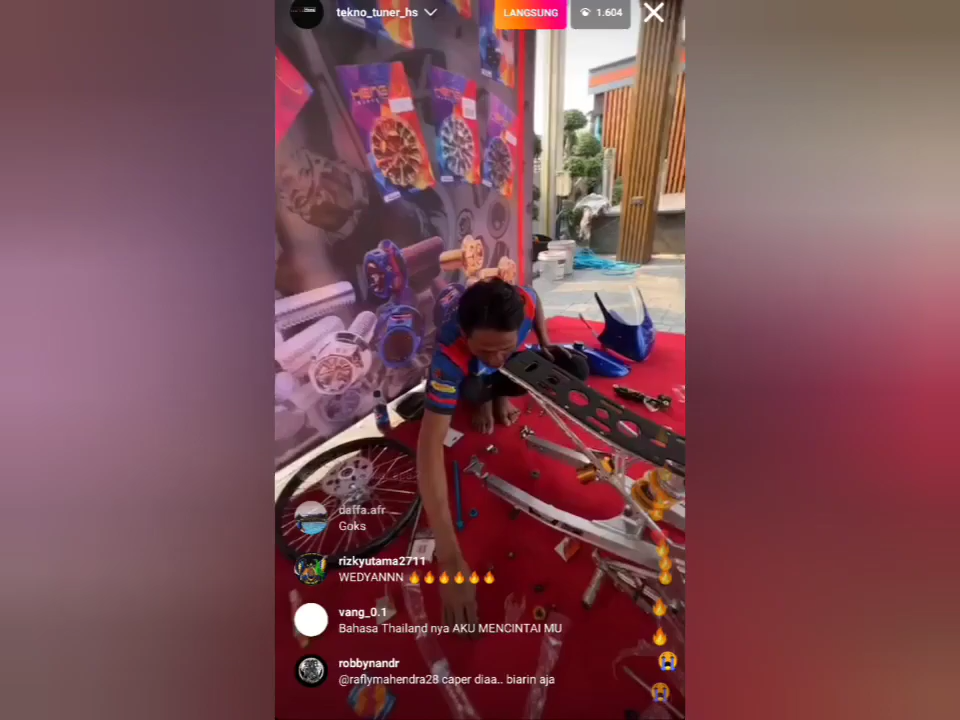 tekno_tuner_hs
LANGSUNG
1.604
daffa.afr
Goks
rizkyutama2711
WEDYANNN 🔥🔥🔥🔥🔥🔥
vang_0.1
Bahasa Thailand nya AKU MENCINTAI MU
robbynandr
@raflymahendra28 caper diaa.. biarin aja